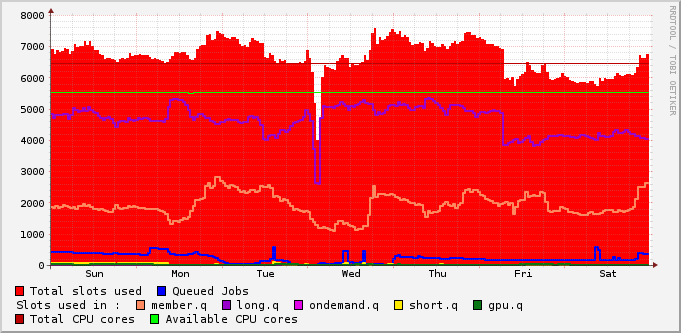 8000
7000
6000
5000
4000
3000
2000
1000
0
Sun Mon Tue Wed Thu Fri Sat
Total slots used Queued Jobs
Slots used in : member.q long.q ondemand.q short.q gpu.q
Total CPU cores Available CPU cores
RRDTOOL / TOBI OETIKER